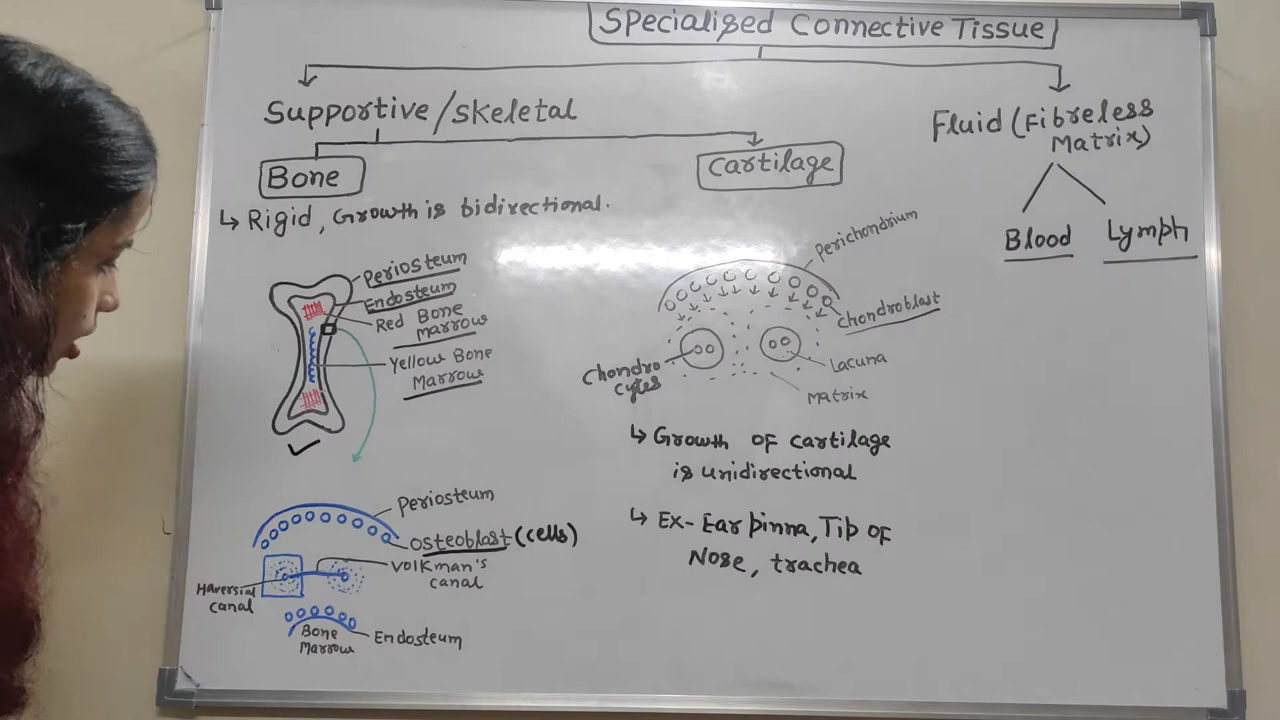 Specialised Connective Tissue
Supportive/Skeletal
Fluid (Fibreless
Matrix)
Bone
Cartilage
Blood
Lymph
↳ Rigid, Growth is bidirectional.
Periosteum
Endosteum
Red Bone
Marrow
Yellow Bone
Marrow
Periosteum
Osteoblast (cells)
Volkman's
canal
Haversial
canal
Bone
Marrow
Endosteum
Perichondrium
Chondroblast
Chondro
cytes
Lacuna
Matrix
↳ Growth of cartilage
is unidirectional
↳ Ex- Ear pinna, Tip of
Nose, trachea